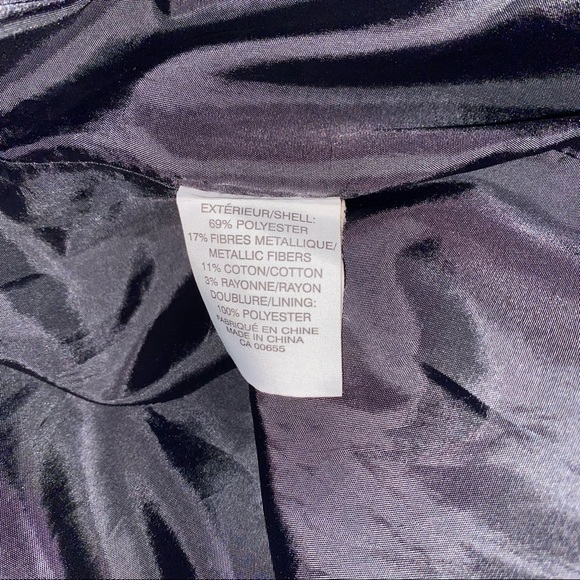 EXTÉRIEUR/SHELL:
69% POLYESTER
17% FIBRES METALLIQUE/
METALLIC FIBERS
11% COTON/COTTON
3% RAYONNE/RAYON
DOUBLURE/LINING:
100% POLYESTER
FABRIQUÉ EN CHINE
MADE IN CHINA
CA 00655